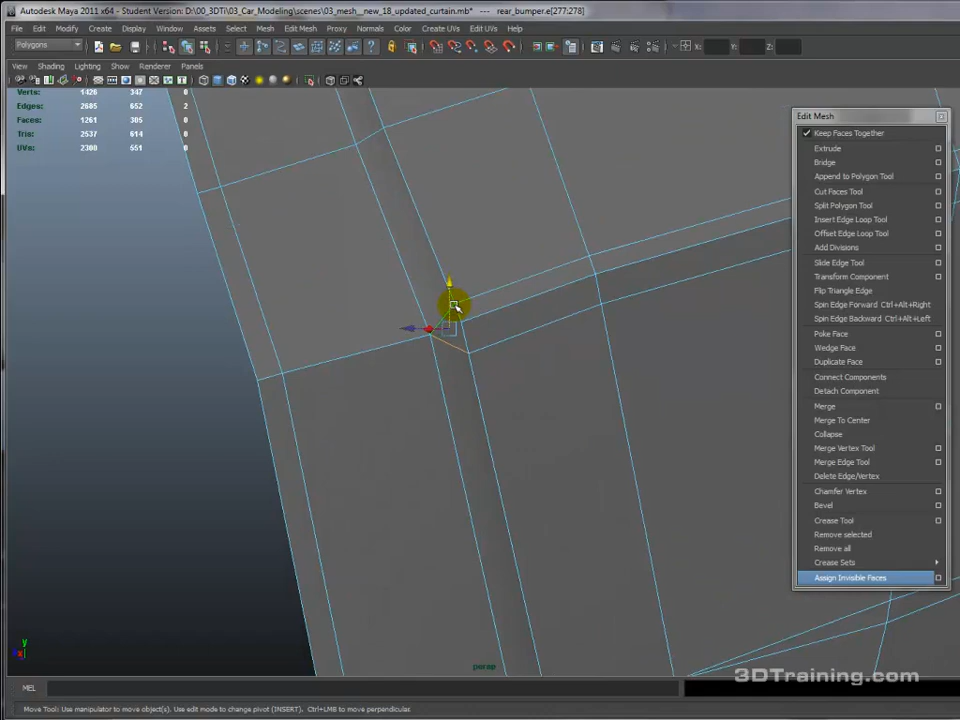 Autodesk Maya 2011 x64 - Student Version: D:\00_3DTi\03_Car_Modeling\scenes\03_mesh__new_18_updated_curtain.mb* --- rear_bumper.e[277:278]
File Edit Modify Create Display Window Assets Select Mesh Edit Mesh Proxy Normals Color Create UVs Edit UVs Help
Polygons X: Y: Z:
View Shading Lighting Show Renderer Panels
Verts: 1426 347 0
Edges: 2685 652 2
Faces: 1261 305 0
Tris: 2537 614 0
UVs: 2300 551 0
Edit Mesh
Keep Faces Together
Extrude
Bridge
Append to Polygon Tool
Cut Faces Tool
Split Polygon Tool
Insert Edge Loop Tool
Offset Edge Loop Tool
Add Divisions
Slide Edge Tool
Transform Component
Flip Triangle Edge
Spin Edge Forward Ctrl+Alt+Right
Spin Edge Backward Ctrl+Alt+Left
Poke Face
Wedge Face
Duplicate Face
Connect Components
Detach Component
Merge
Merge To Center
Collapse
Merge Vertex Tool
Merge Edge Tool
Delete Edge/Vertex
Chamfer Vertex
Bevel
Crease Tool
Remove selected
Remove all
Crease Sets
Assign Invisible Faces
y
x
persp
3DTraining.com
MEL
Move Tool: Use manipulator to move object(s). Use edit mode to change pivot (INSERT). Ctrl+LMB to move perpendicular.